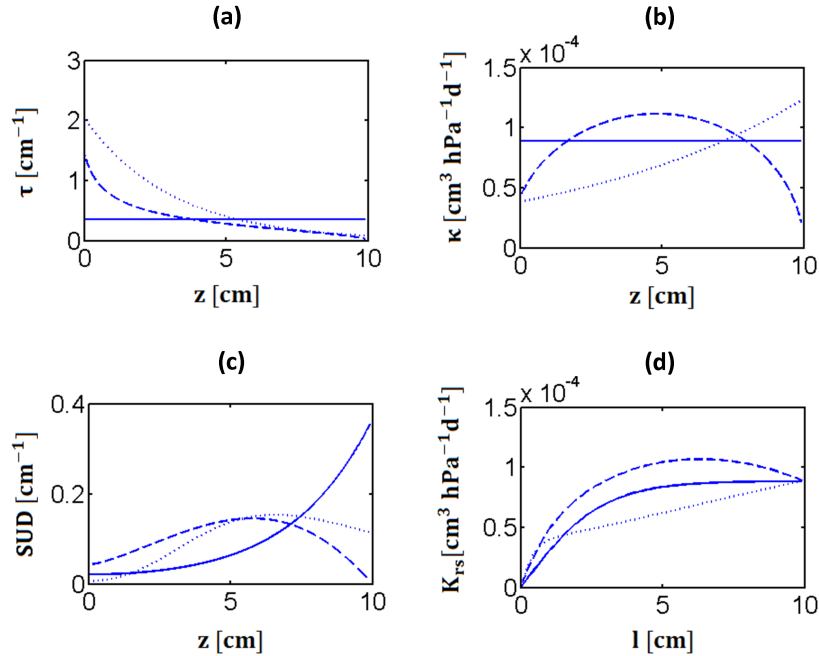 (a)
3
2
1
0
τ [cm⁻¹]
0 5 10
z [cm]
(b)
× 10⁻⁴
1.5
1
0.5
0
κ [cm³ hPa⁻¹d⁻¹]
0 5 10
z [cm]
(c)
0.4
0.2
0
SUD [cm⁻¹]
0 5 10
z [cm]
(d)
× 10⁻⁴
1.5
1
0.5
0
Kᵣₛ[cm³ hPa⁻¹d⁻¹]
0 5 10
l [cm]